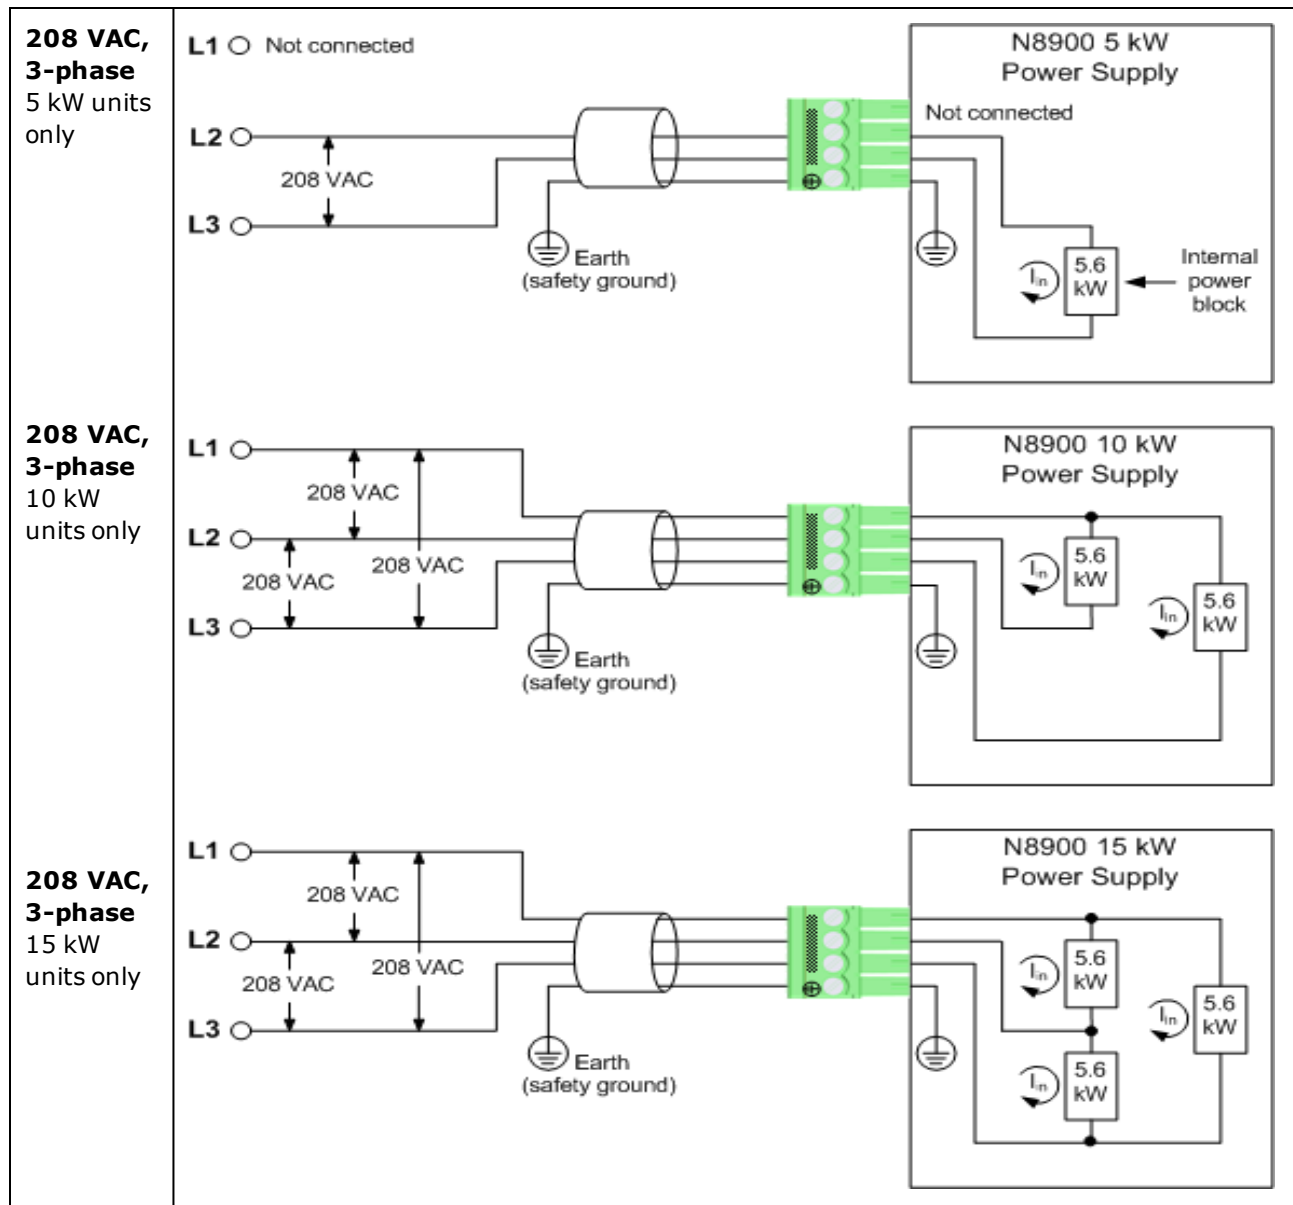 208 VAC,
3-phase
5 kW units
only
L1
Not connected
L2
208 VAC
L3
Earth
(safety ground)
N8900 5 kW
Power Supply
Not connected
Iin
5.6
kW
Internal
power
block
208 VAC,
3-phase
10 kW
units only
L1
208 VAC
L2
208 VAC
208 VAC
L3
Earth
(safety ground)
N8900 10 kW
Power Supply
Iin
5.6
kW
Iin
5.6
kW
208 VAC,
3-phase
15 kW
units only
L1
208 VAC
L2
208 VAC
208 VAC
L3
Earth
(safety ground)
N8900 15 kW
Power Supply
Iin
5.6
kW
Iin
5.6
kW
Iin
5.6
kW